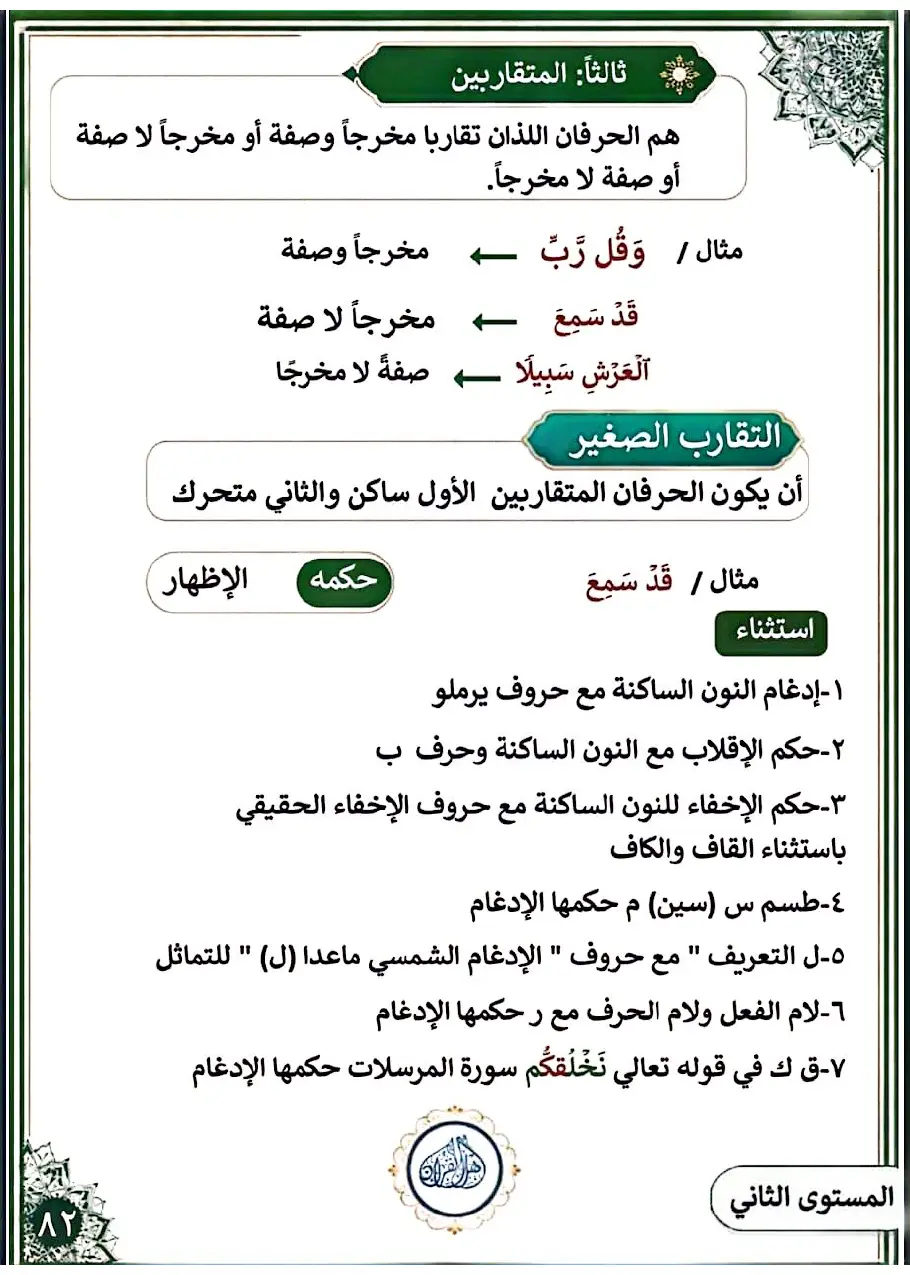 ثالثاً: المتقاربين
هم الحرفان اللذان تقاربا مخرجاً وصفة أو مخرجاً لا صفة
أو صفة لا مخرجاً.
مثال / وَقُل رَّبِّ ← مخرجاً وصفة
قَدۡ سَمِعَ ← مخرجاً لا صفة
ٱلۡعَرۡشِ سَبِيلًا ← صفةً لا مخرجًا
التقارب الصغير
أن يكون الحرفان المتقاربين الأول ساكن والثاني متحرك
مثال / قَدۡ سَمِعَ حكمه الإظهار
استثناء
١-إدغام النون الساكنة مع حروف يرملو
٢-حكم الإقلاب مع النون الساكنة وحرف ب
٣-حكم الإخفاء للنون الساكنة مع حروف الإخفاء الحقيقي
باستثناء القاف والكاف
٤-طسم س (سين) م حكمها الإدغام
٥-ل التعريف " مع حروف " الإدغام الشمسي ماعدا (ل) " للتماثل
٦-لام الفعل ولام الحرف مع ر حكمها الإدغام
٧-ق ك في قوله تعالي نَخۡلُقكُّم سورة المرسلات حكمها الإدغام
أهل القرآن
المستوى الثاني
٨٢